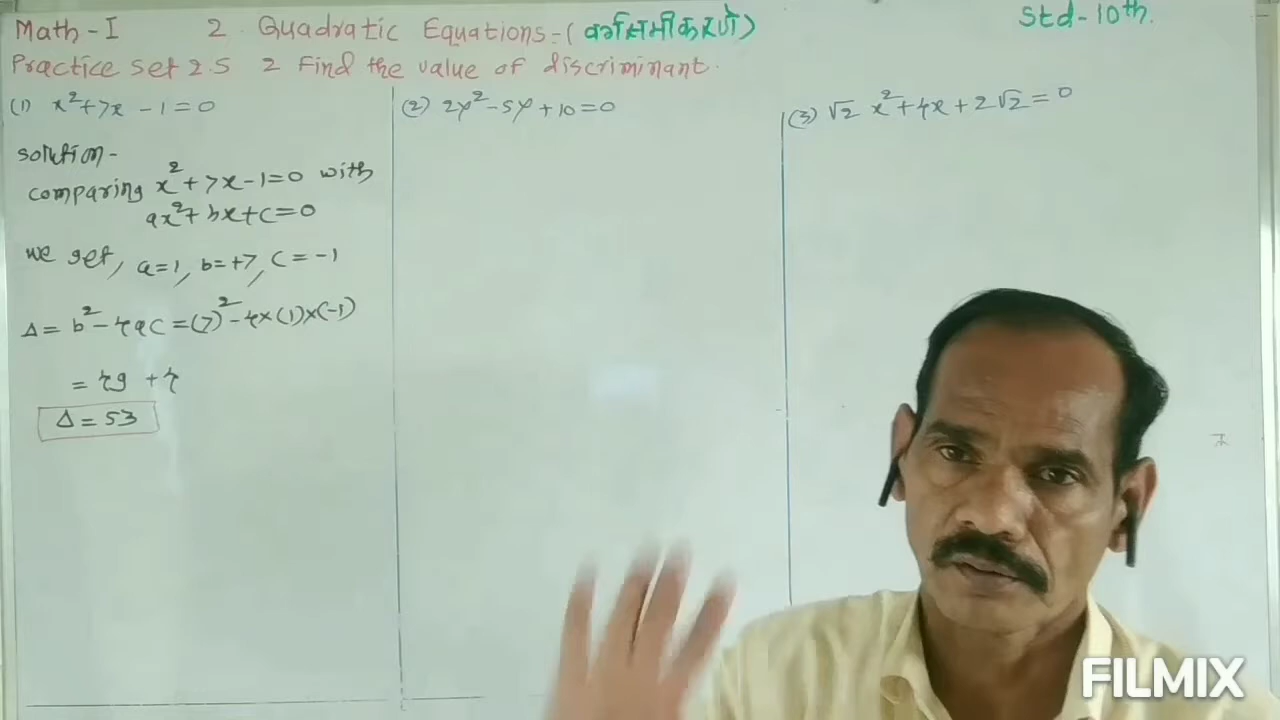 Math-I 2. Quadratic Equations-(वर्गसमीकरणे) Std-10th.
Practice set 2.5 2 Find the value of discriminant.
(1) x²+7x-1=0
solution-
comparing x²+7x-1=0 with
ax²+bx+c=0
we get, a=1, b=+7, c=-1
Δ= b²-4ac=(7)²-4×(1)×(-1)
= 49 +4
Δ=53
(2) 2y²-5y+10=0
(3) √2 x²+4x+2√2=0
FILMIX